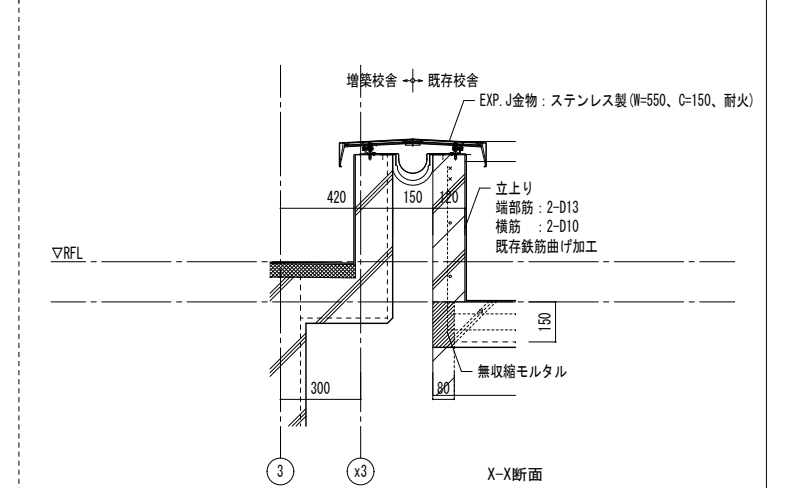 増築校舎 既存校舎
EXP.J金物：ステンレス製(W=550、C=150、耐火)
420 150 120
立上り
端部筋：2-D13
横筋　：2-D10
既存鉄筋曲げ加工
▽RFL
150
無収縮モルタル
300 80
3 x3
X-X断面